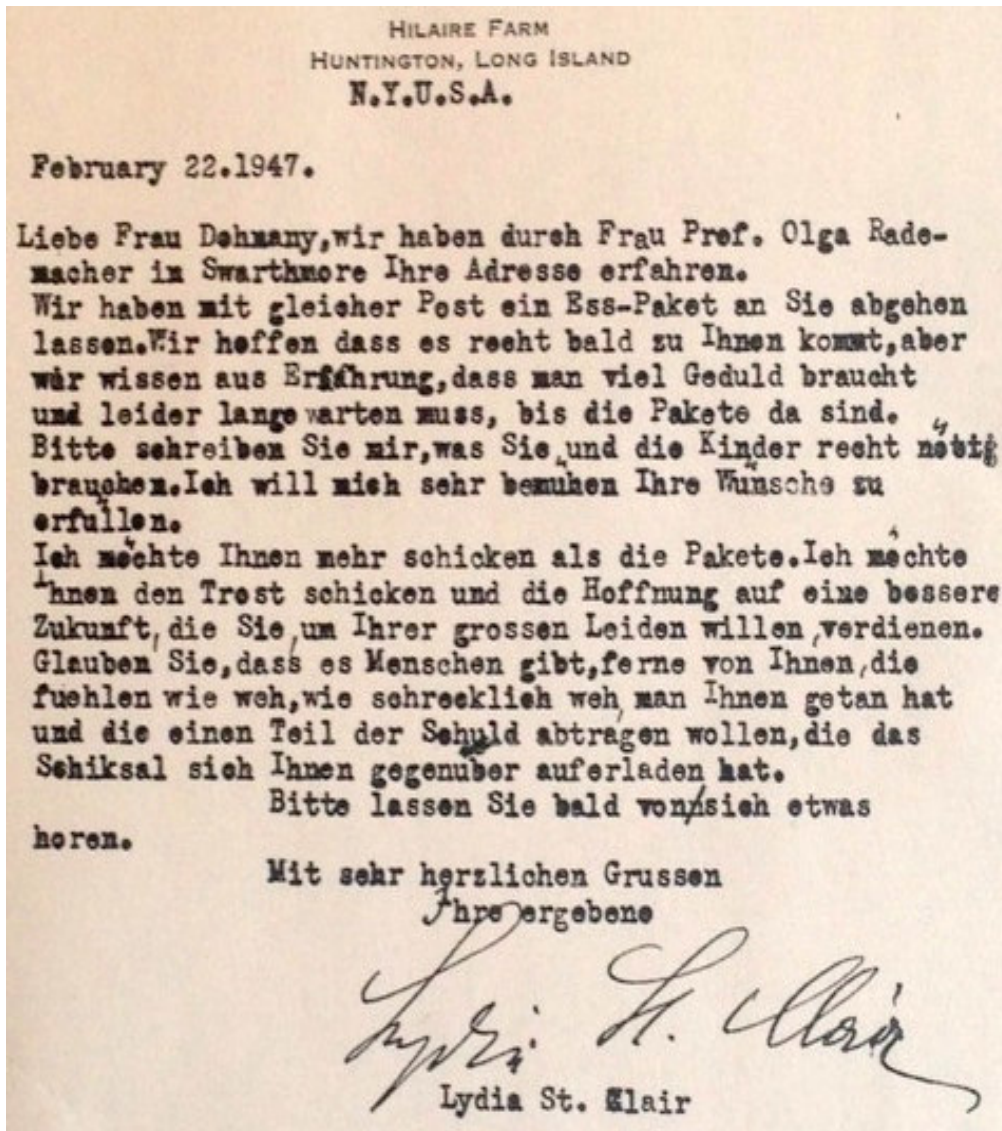 HILAIRE FARM
HUNTINGTON, LONG ISLAND
N.Y.U.S.A.
February 22.1947.
Liebe Frau Dehmany,wir haben durch Frau Prof. Olga Rade-
macher in Swarthmore Ihre Adresse erfahren.
Wir haben mit gleicher Post ein Ess-Paket an Sie abgehen
lassen.Wir hoffen dass es recht bald zu Ihnen kommt,aber
wir wissen aus Erfahrung,dass man viel Geduld braucht
und leider lange warten muss, bis die Pakete da sind.
Bitte schreiben Sie mir,was Sie und die Kinder recht nötig
brauchen.Ich will mich sehr bemühen Ihre Wünsche zu
erfullen.
Ich möchte Ihnen mehr schicken als die Pakete.Ich möchte
Ihnen den Trost schicken und die Hoffnung auf eine bessere
Zukunft,die Sie,um Ihrer grossen Leiden willen,verdienen.
Glauben Sie,dass es Menschen gibt,ferne von Ihnen,die
fuehlen wie weh,wie schrecklich weh man Ihnen getan hat
und die einen Teil der Schuld abtragen wollen,die das
Schiksal sich Ihnen gegenuber auferladen hat.
Bitte lassen Sie bald von/sich etwas
horen.
Mit sehr herzlichen Grussen
Ihre ergebene
Lydia St. Clair
Lydia St. Clair